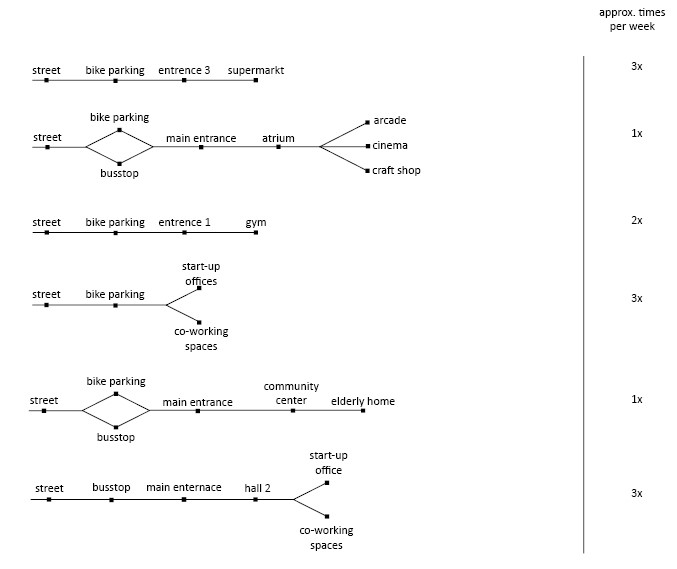 approx. times
per week
street bike parking entrence 3 supermarkt 3x
bike parking
street main entrance atrium arcade 1x
cinema
busstop craft shop
street bike parking entrence 1 gym 2x
start-up
offices
street bike parking 3x
co-working
spaces
bike parking
community
street main entrance center elderly home 1x
busstop
start-up
office
street busstop main enternace hall 2 3x
co-working
spaces